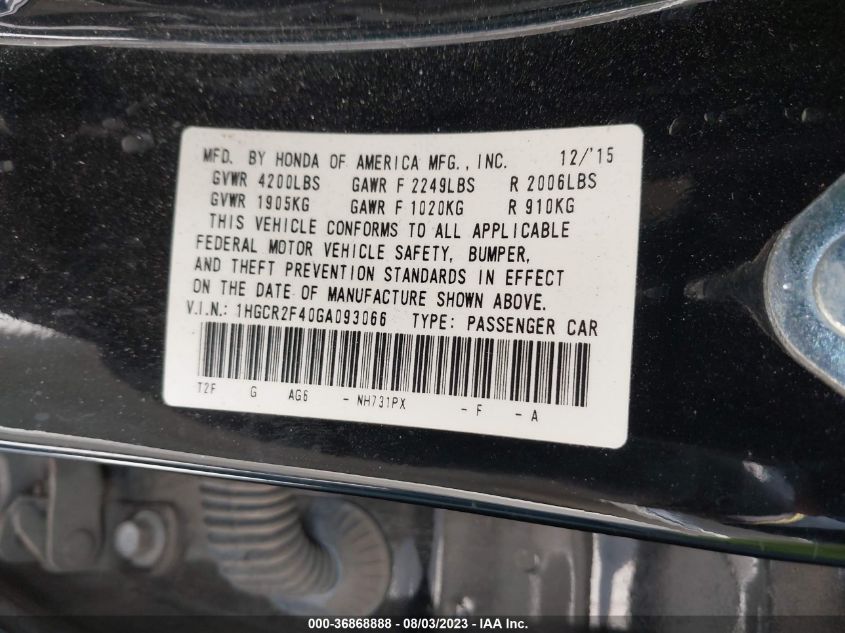 MFD. BY HONDA OF AMERICA MFG., INC. 12/'15
GVWR 4200LBS GAWR F 2249LBS R 2006LBS
GVWR 1905KG GAWR F 1020KG R 910KG
THIS VEHICLE CONFORMS TO ALL APPLICABLE
FEDERAL MOTOR VEHICLE SAFETY, BUMPER,
AND THEFT PREVENTION STANDARDS IN EFFECT
ON THE DATE OF MANUFACTURE SHOWN ABOVE.
V.I.N.: 1HGCR2F40GA093066 TYPE: PASSENGER CAR
T2F G AG6 - NH731PX - F - A
000-36868888 - 08/03/2023 - IAA Inc.